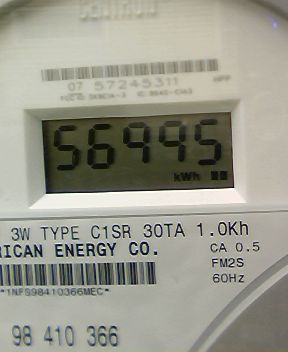 CENTRON
07 57245311
56995
kWh
3W TYPE C1SR 30TA 1.0Kh
RICAN ENERGY CO.
CA 0.5
FM2S
60Hz
*1NFS98410366MEC*
98 410 366